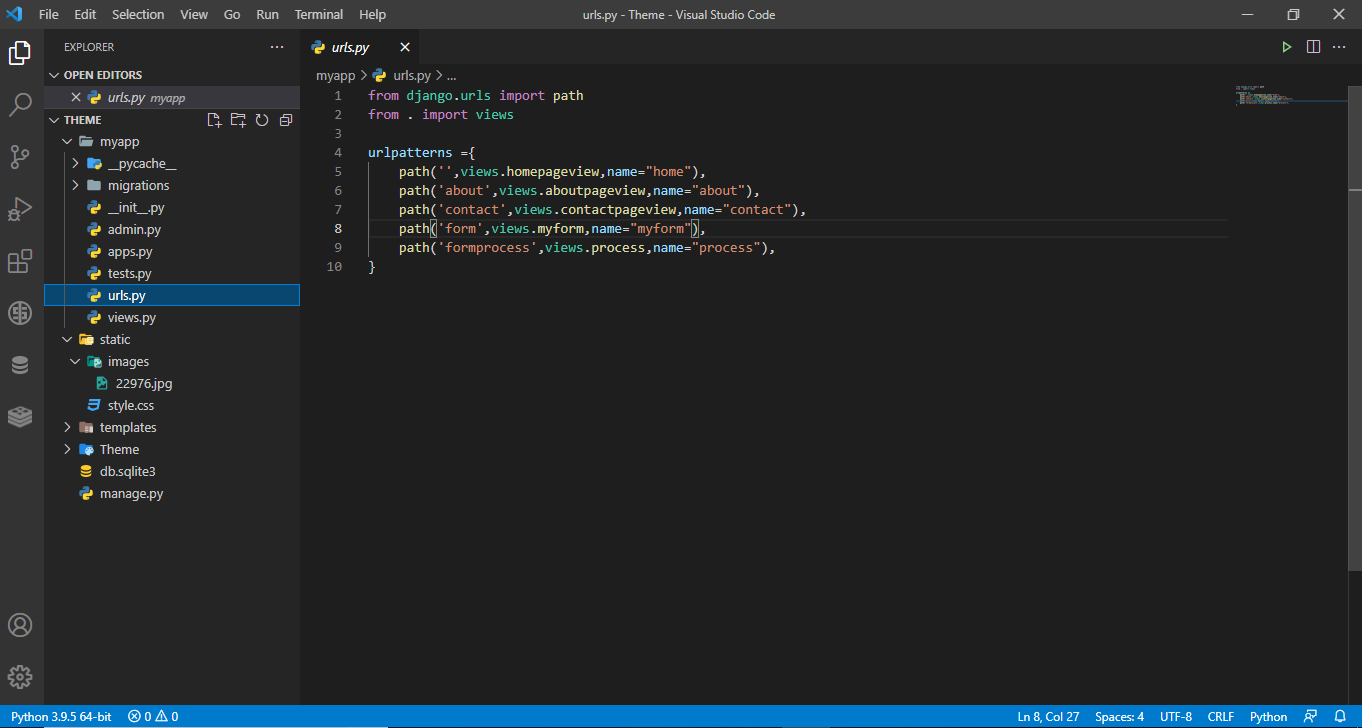 File Edit Selection View Go Run Terminal Help
urls.py - Theme - Visual Studio Code
EXPLORER
OPEN EDITORS
urls.py myapp
THEME
myapp
__pycache__
migrations
__init__.py
admin.py
apps.py
tests.py
urls.py
views.py
static
images
22976.jpg
style.css
templates
Theme
db.sqlite3
manage.py
urls.py
myapp > urls.py > ...
1 from django.urls import path
2 from . import views
3
4 urlpatterns ={
5 path('',views.homepageview,name="home"),
6 path('about',views.aboutpageview,name="about"),
7 path('contact',views.contactpageview,name="contact"),
8 path('form',views.myform,name="myform"),
9 path('formprocess',views.process,name="process"),
10 }
Python 3.9.5 64-bit 0 0 Ln 8, Col 27 Spaces: 4 UTF-8 CRLF Python